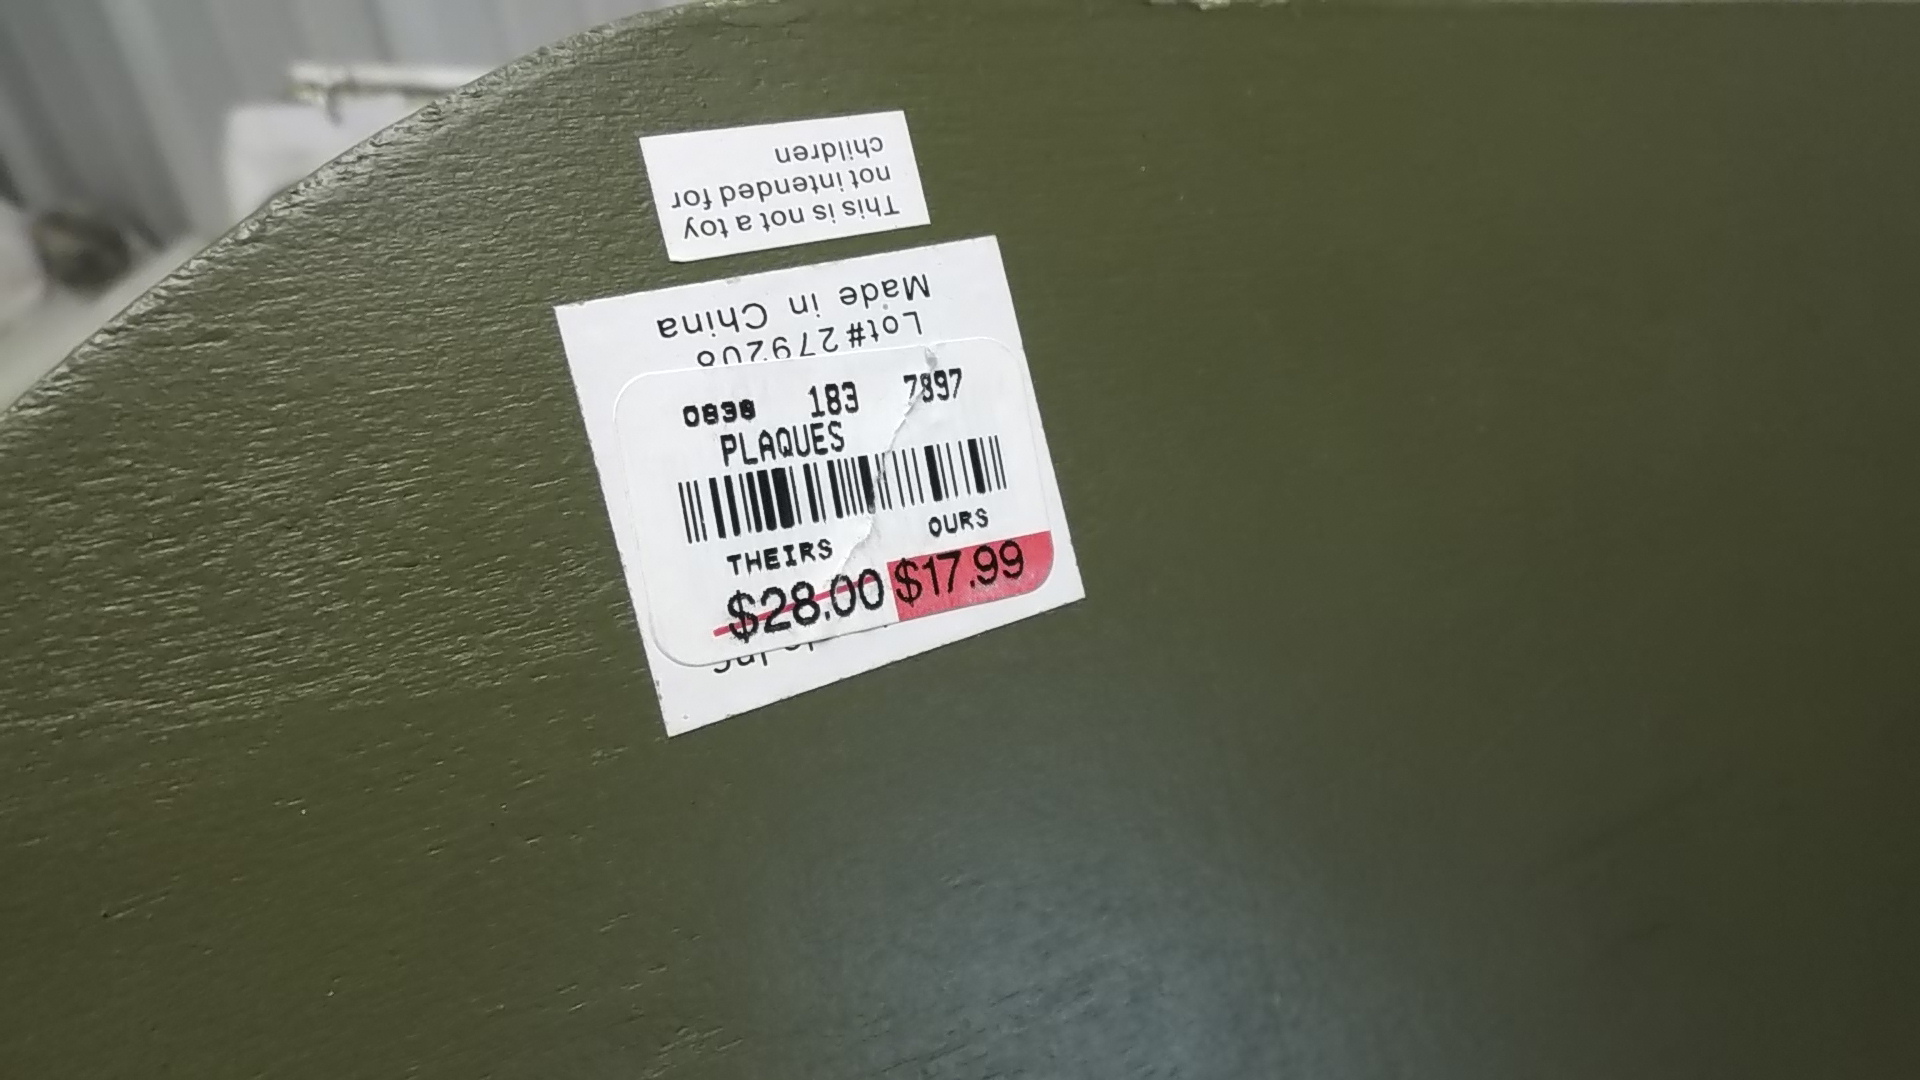 This is not a toy
not intended for
children
Made in China
Lot#279208
0838 183 7897
PLAQUES
THEIRS OURS
$28.00 $17.99